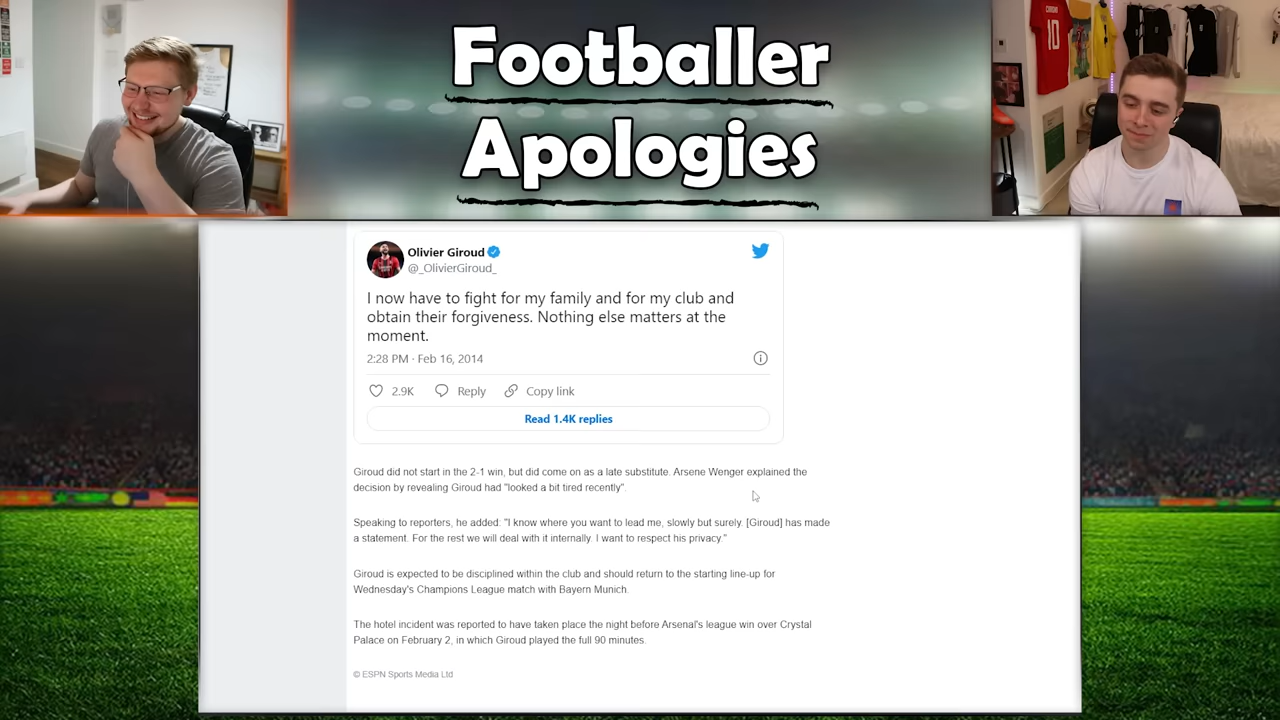 Footballer
Apologies
10
Olivier Giroud
@_OlivierGiroud_
I now have to fight for my family and for my club and
obtain their forgiveness. Nothing else matters at the
moment.
2:28 PM · Feb 16, 2014
2.9K Reply Copy link
Read 1.4K replies
Giroud did not start in the 2-1 win, but did come on as a late substitute. Arsene Wenger explained the
decision by revealing Giroud had "looked a bit tired recently".
Speaking to reporters, he added: "I know where you want to lead me, slowly but surely. [Giroud] has made
a statement. For the rest we will deal with it internally. I want to respect his privacy."
Giroud is expected to be disciplined within the club and should return to the starting line-up for
Wednesday's Champions League match with Bayern Munich.
The hotel incident was reported to have taken place the night before Arsenal's league win over Crystal
Palace on February 2, in which Giroud played the full 90 minutes.
© ESPN Sports Media Ltd